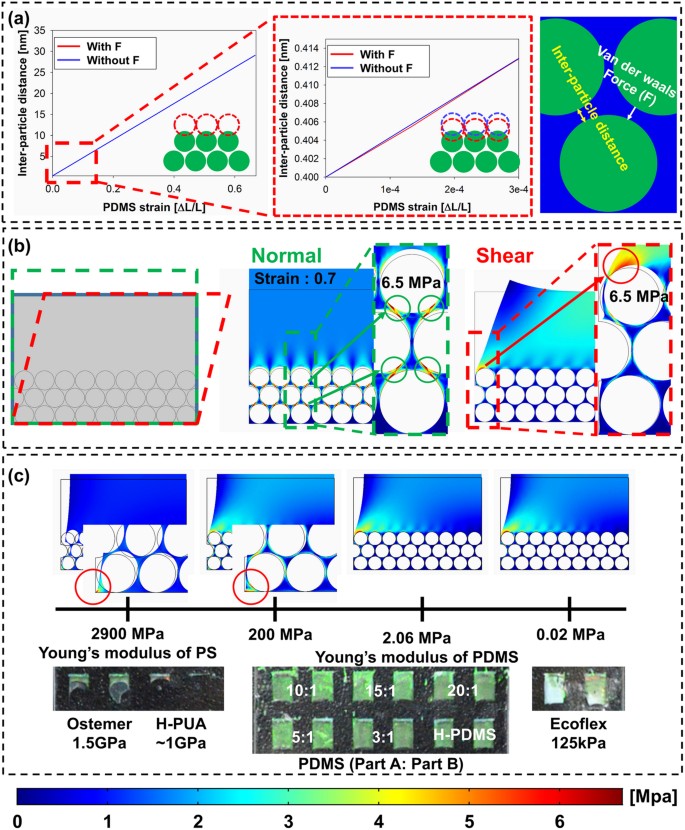 (a)
Inter-particle distance [nm]
35
30
25
20
15
10
5
With F
Without F
0
0.2
0.4
0.6
PDMS strain [ΔL/L]
Inter-particle distance [nm]
0.414
0.412
0.410
0.408
0.406
0.404
0.402
0.400
With F
Without F
0
1e-4
2e-4
3e-4
PDMS strain [ΔL/L]
Van der waals
Force (F)
Inter-particle distance
(b)
Normal
Strain : 0.7
6.5 MPa
Shear
6.5 MPa
(c)
2900 MPa
200 MPa
2.06 MPa
0.02 MPa
Young's modulus of PS
Young's modulus of PDMS
10:1
15:1
20:1
5:1
3:1
H-PDMS
Ostemer
1.5GPa
H-PUA
~1GPa
PDMS (Part A: Part B)
Ecoflex
125kPa
0
1
2
3
4
5
6
[Mpa]